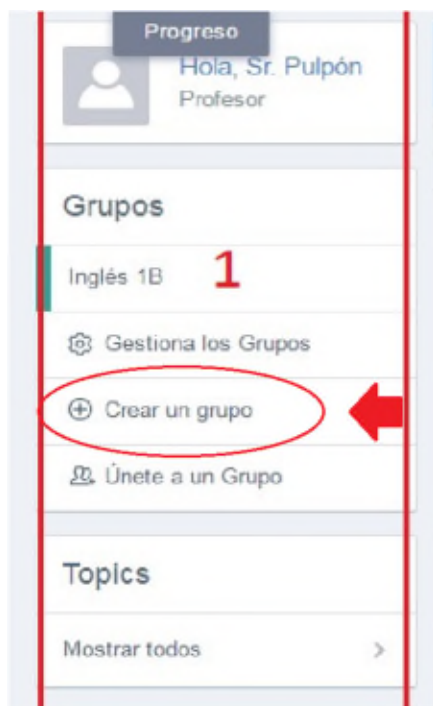 Progreso
Hola, Sr. Pulpón
Profesor
Grupos
Inglés 1B
1
Gestiona los Grupos
Crear un grupo
Únete a un Grupo
Topics
Mostrar todos